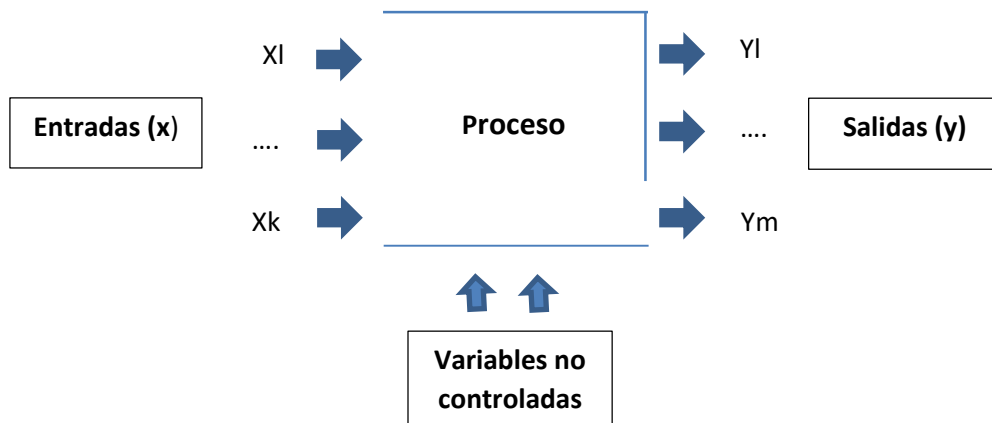 Xl
Yl
Entradas (x)
….
Proceso
….
Salidas (y)
Xk
Ym
Variables no
controladas